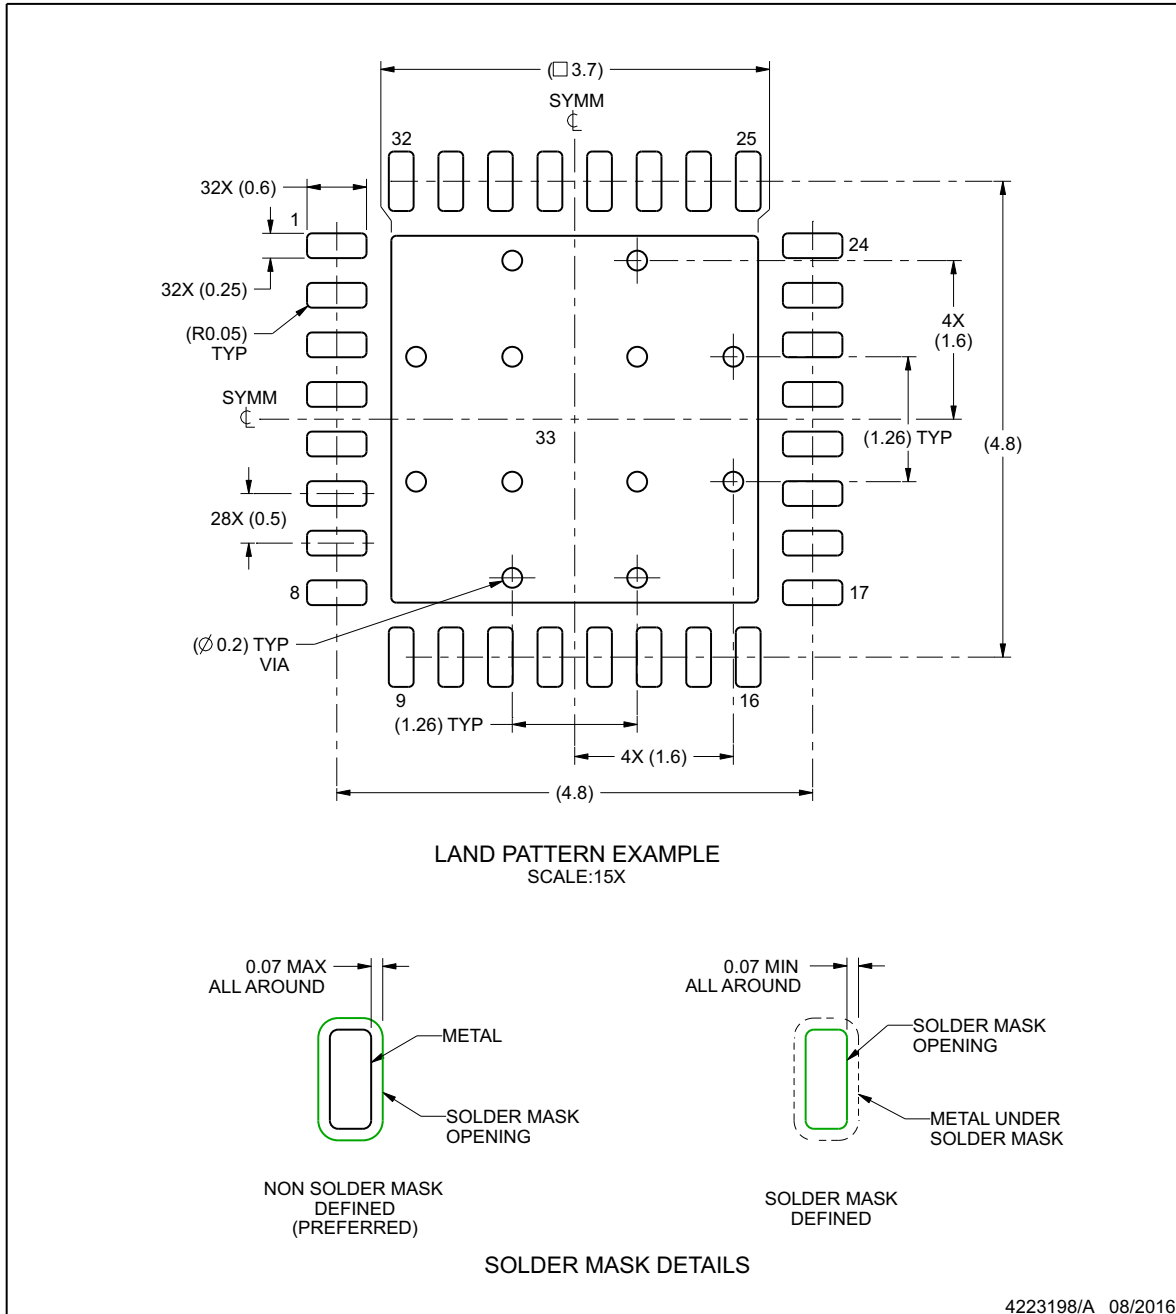 (□ 3.7)
SYMM
℄
32
25
32X (0.6)
1
24
32X (0.25)
(R0.05)
TYP
4X
(1.6)
SYMM
℄
33
(1.26) TYP
(4.8)
28X (0.5)
8
17
(Ø 0.2) TYP
VIA
9
16
(1.26) TYP
4X (1.6)
(4.8)
LAND PATTERN EXAMPLE
SCALE:15X
0.07 MAX
ALL AROUND
METAL
SOLDER MASK
OPENING
NON SOLDER MASK
DEFINED
(PREFERRED)
0.07 MIN
ALL AROUND
SOLDER MASK
OPENING
METAL UNDER
SOLDER MASK
SOLDER MASK
DEFINED
SOLDER MASK DETAILS
4223198/A 08/2016